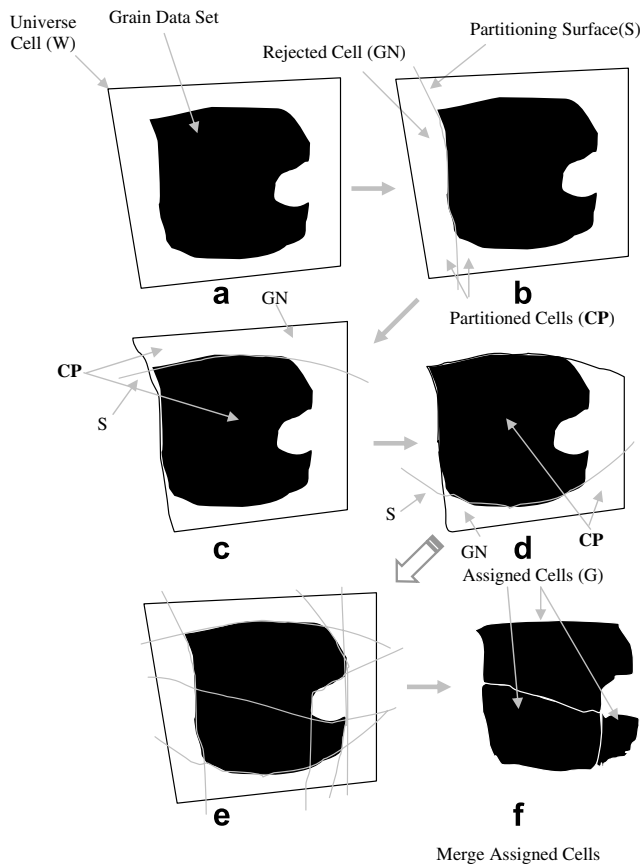 Universe
Cell (W)
Grain Data Set
Rejected Cell (GN)
Partitioning Surface(S)
a
b
GN
Partitioned Cells (CP)
CP
S
c
d
S
GN
CP
Assigned Cells (G)
e
f
Merge Assigned Cells